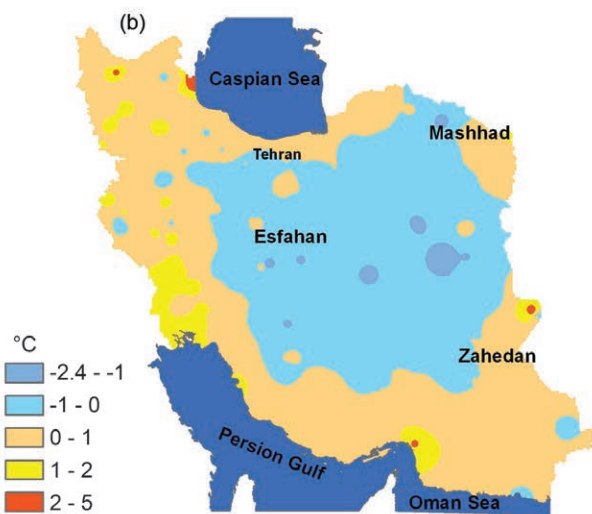 (b)
Caspian Sea
Mashhad
Tehran
Esfahan
°C
-2.4 - -1
Zahedan
-1 - 0
0 - 1
Persion Gulf
1 - 2
2 - 5
Oman Sea